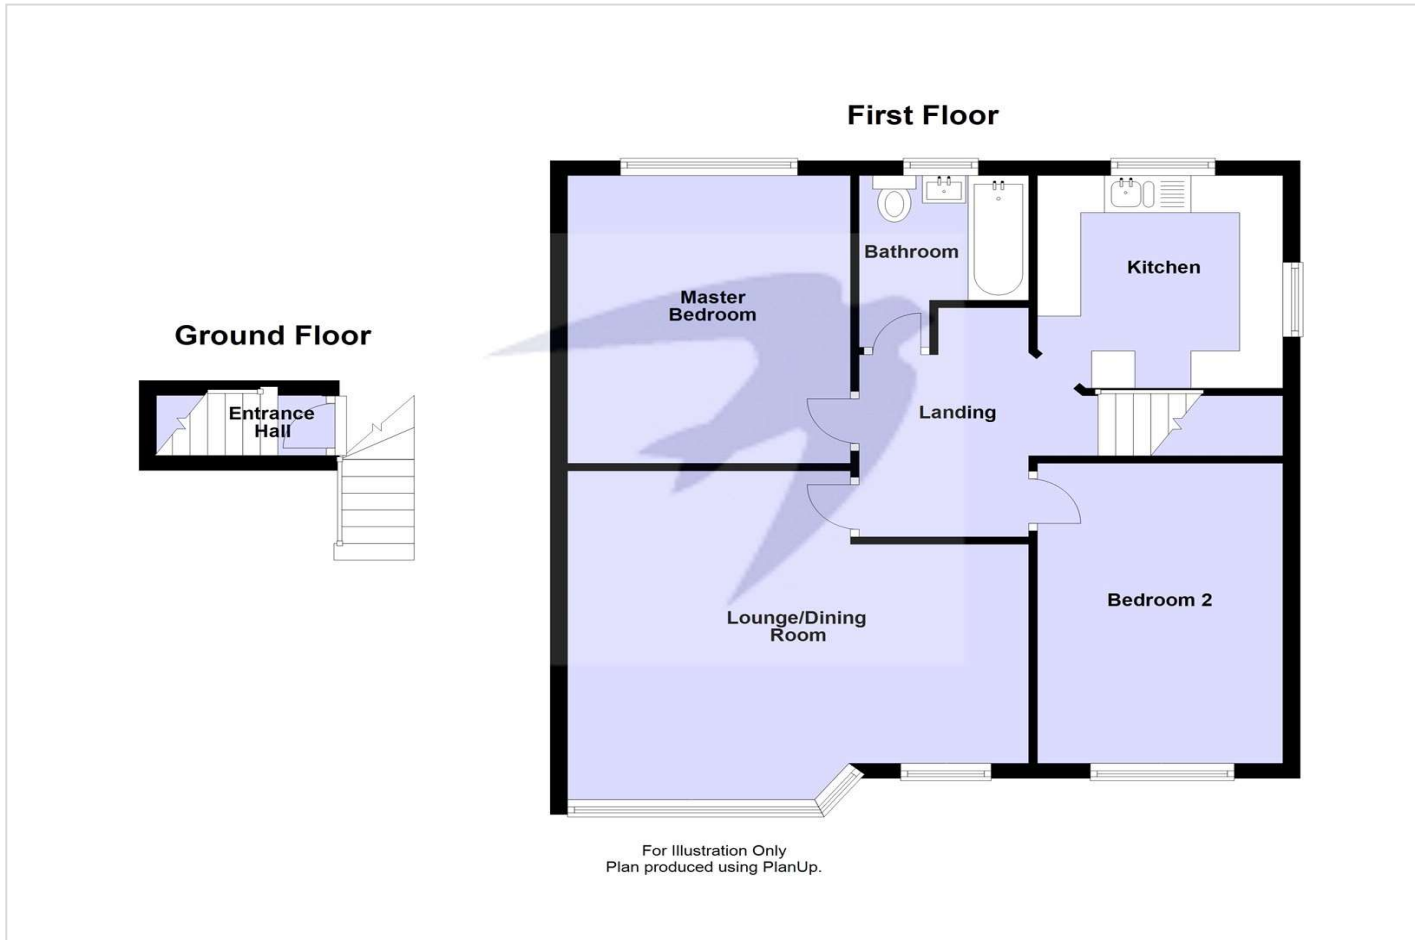 First Floor
Ground Floor
Entrance
Hall
Master
Bedroom
Bathroom
Kitchen
Landing
Lounge/Dining
Room
Bedroom 2
For Illustration Only
Plan produced using PlanUp.